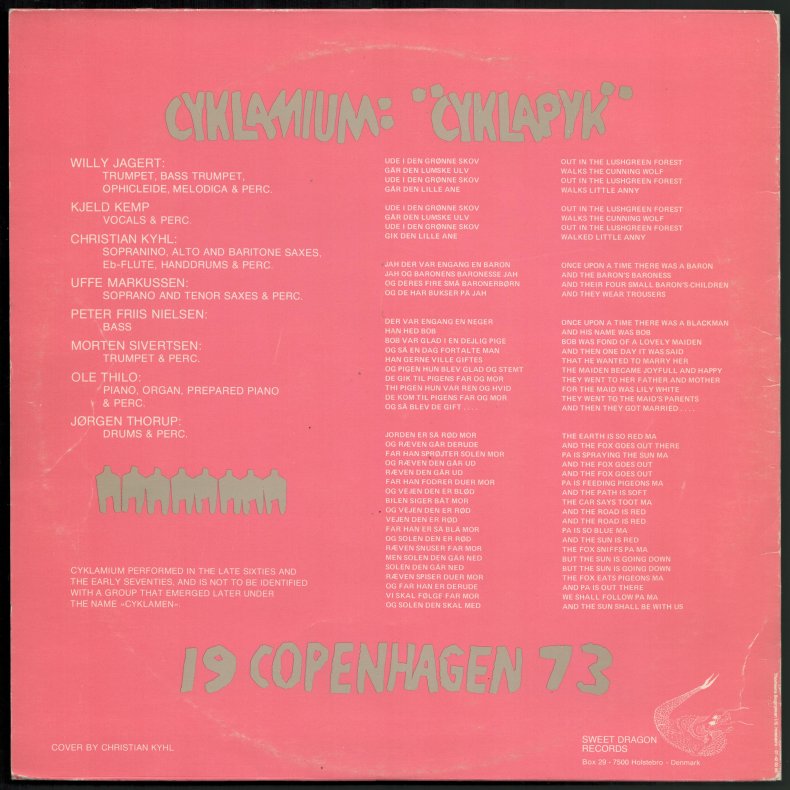 CYKLAMIUM: "CYKLAPYK"
WILLY JAGERT:
TRUMPET, BASS TRUMPET,
OPHICLEIDE, MELODICA & PERC.
KJELD KEMP
VOCALS & PERC.
CHRISTIAN KYHL:
SOPRANINO, ALTO AND BARITONE SAXES,
Eb-FLUTE, HANDDRUMS & PERC.
UFFE MARKUSSEN:
SOPRANO AND TENOR SAXES & PERC.
PETER FRIIS NIELSEN:
BASS
MORTEN SIVERTSEN:
TRUMPET & PERC.
OLE THILO:
PIANO, ORGAN, PREPARED PIANO
& PERC.
JØRGEN THORUP:
DRUMS & PERC.
CYKLAMIUM PERFORMED IN THE LATE SIXTIES AND
THE EARLY SEVENTIES, AND IS NOT TO BE IDENTIFIED
WITH A GROUP THAT EMERGED LATER UNDER
THE NAME »CYKLAMEN«.
UDE I DEN GRØNNE SKOV
GÅR DEN LUMSKE ULV
UDE I DEN GRØNNE SKOV
GÅR DEN LILLE ANE
UDE I DEN GRØNNE SKOV
GÅR DEN LUMSKE ULV
UDE I DEN GRØNNE SKOV
GIK DEN LILLE ANE
JAH DER VAR ENGANG EN BARON
JAH OG BARONENS BARONESSE JAH
OG DERES FIRE SMÅ BARONERBØRN
OG DE HAR BUKSER PÅ JAH
DER VAR ENGANG EN NEGER
HAN HED BOB
BOB VAR GLAD I EN DEJLIG PIGE
OG SÅ EN DAG FORTALTE MAN
HAN GERNE VILLE GIFTES
OG PIGEN HUN BLEV GLAD OG STEMT
DE GIK TIL PIGENS FAR OG MOR
THI PIGEN HUN VAR REN OG HVID
DE KOM TIL PIGENS FAR OG MOR
OG SÅ BLEV DE GIFT....
JORDEN ER SÅ RØD MOR
OG RÆVEN GÅR DERUDE
FAR HAN SPRØJTER SOLEN MOR
OG RÆVEN DEN GÅR UD
RÆVEN DEN GÅR UD
FAR HAN FODRER DUER MOR
OG VEJEN DEN ER BLØD
BILEN SIGER BÅT MOR
OG VEJEN DEN ER RØD
VEJEN DEN ER RØD
FAR HAN ER SÅ BLÅ MOR
OG SOLEN DEN ER RØD
RÆVEN SNUSER FAR MOR
MEN SOLEN DEN GÅR NED
SOLEN DEN GÅR NED
RÆVEN SPISER DUER MOR
OG FAR HAN ER DERUDE
VI SKAL FØLGE FAR MOR
OG SOLEN DEN SKAL MED
OUT IN THE LUSHGREEN FOREST
WALKS THE CUNNING WOLF
OUT IN THE LUSHGREEN FOREST
WALKS LITTLE ANNY
OUT IN THE LUSHGREEN FOREST
WALKS THE CUNNING WOLF
OUT IN THE LUSHGREEN FOREST
WALKED LITTLE ANNY
ONCE UPON A TIME THERE WAS A BARON
AND THE BARON'S BARONESS
AND THEIR FOUR SMALL BARON'S-CHILDREN
AND THEY WEAR TROUSERS
ONCE UPON A TIME THERE WAS A BLACKMAN
AND HIS NAME WAS BOB
BOB WAS FOND OF A LOVELY MAIDEN
AND THEN ONE DAY IT WAS SAID
THAT HE WANTED TO MARRY HER
THE MAIDEN BECAME JOYFULL AND HAPPY
THEY WENT TO HER FATHER AND MOTHER
FOR THE MAID WAS LILY WHITE
THEY WENT TO THE MAID'S PARENTS
AND THEN THEY GOT MARRIED....
THE EARTH IS SO RED MA
AND THE FOX GOES OUT THERE
PA IS SPRAYING THE SUN MA
AND THE FOX GOES OUT
AND THE FOX GOES OUT
PA IS FEEDING PIGEONS MA
AND THE PATH IS SOFT
THE CAR SAYS TOOT MA
AND THE ROAD IS RED
AND THE ROAD IS RED
PA IS SO BLUE MA
AND THE SUN IS RED
THE FOX SNIFFS PA MA
BUT THE SUN IS GOING DOWN
BUT THE SUN IS GOING DOWN
THE FOX EATS PIGEONS MA
AND PA IS OUT THERE
WE SHALL FOLLOW PA MA
AND THE SUN SHALL BE WITH US
19 COPENHAGEN 73
COVER BY CHRISTIAN KYHL
SWEET DRAGON
RECORDS
Box 29 - 7500 Holstebro - Denmark